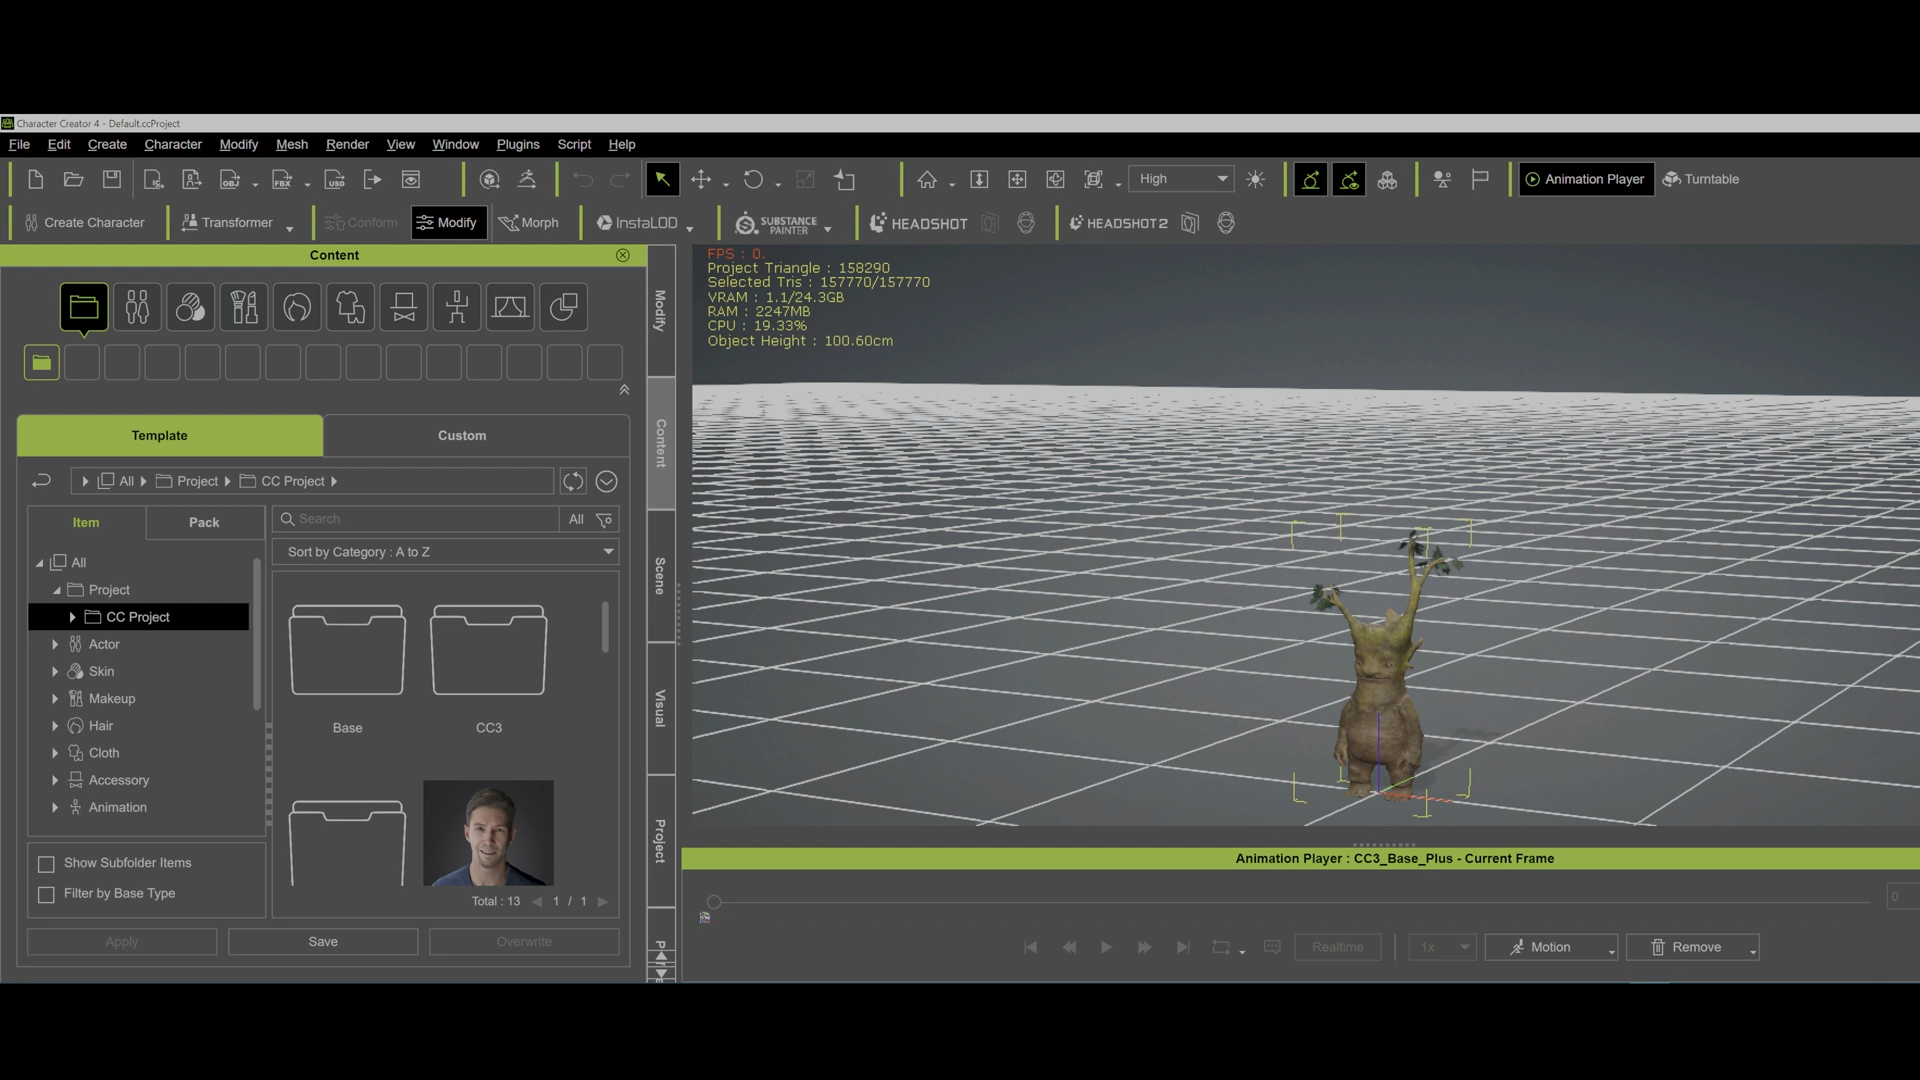 Character Creator 4 - Default.ccProject
File Edit Create Character Modify Mesh Render View Window Plugins Script Help
OBJ FBX USD High Animation Player Turntable
Create Character Transformer Conform Modify Morph InstaLOD SUBSTANCE PAINTER HEADSHOT HEADSHOT2
Content
Template Custom
All Project CC Project
Item Pack
Search All
Sort by Category : A to Z
All
Project
CC Project
Actor
Skin
Makeup
Hair
Cloth
Accessory
Animation
Base CC3
Show Subfolder Items
Filter by Base Type
Total : 13 1 / 1
Apply Save Overwrite
Modify
Content
Scene
Visual
Project
FPS : 0.
Project Triangle : 158290
Selected Tris : 157770/157770
VRAM : 1.1/24.3GB
RAM : 2247MB
CPU : 19.33%
Object Height : 100.60cm
Animation Player : CC3_Base_Plus - Current Frame
0
Realtime 1x Motion Remove